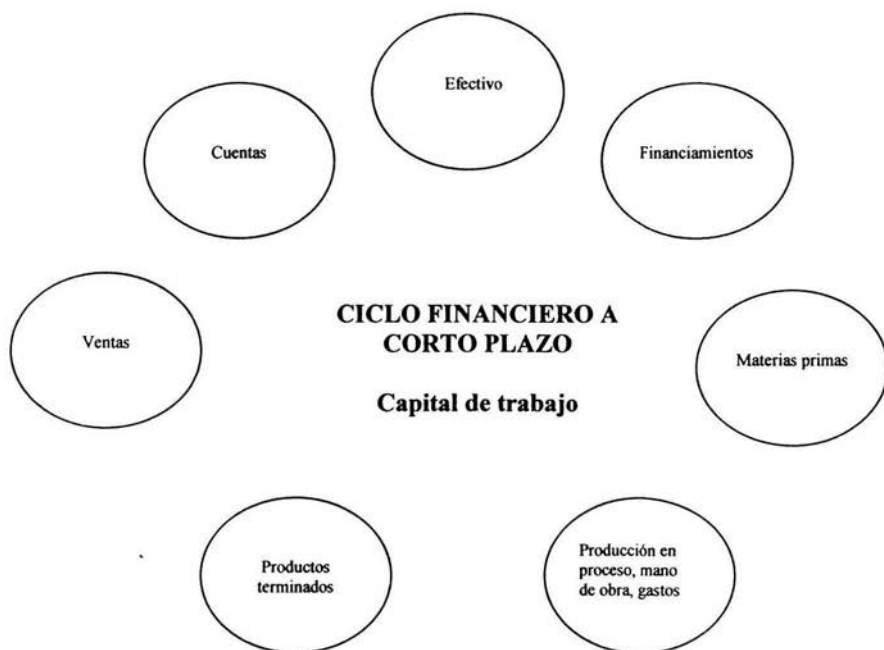 Efectivo
Cuentas
Financiamientos
CICLO FINANCIERO A
CORTO PLAZO
Capital de trabajo
Ventas
Materias primas
Productos
terminados
Producción en
proceso, mano
de obra, gastos